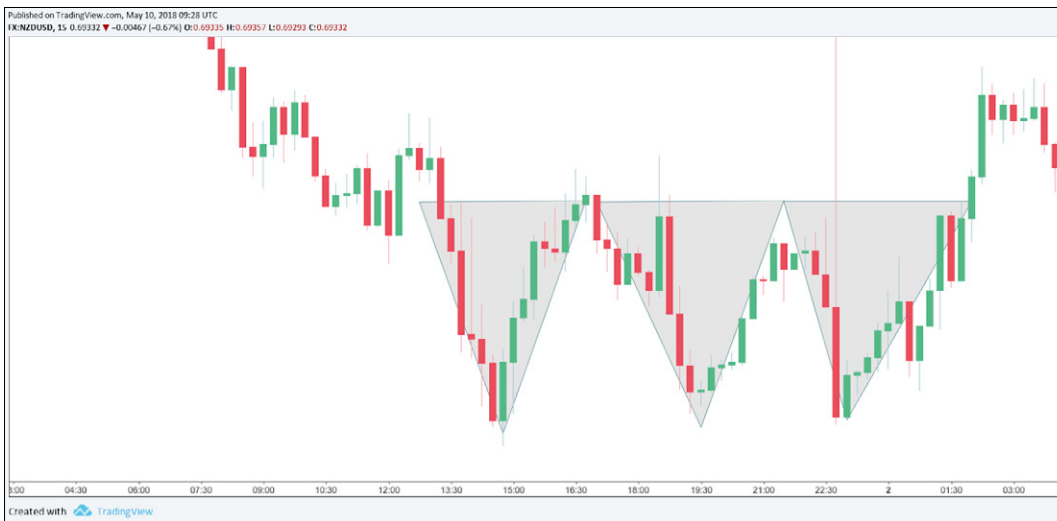 Published on TradingView.com, May 10, 2018 09:28 UTC
FX:NZDUSD, 15 0.69332 ▼ −0.00467 (−0.67%) O:0.69335 H:0.69357 L:0.69293 C:0.69332
3:00 04:30 06:00 07:30 09:00 10:30 12:00 13:30 15:00 16:30 18:00 19:30 21:00 22:30 2 01:30 03:00
Created with TradingView